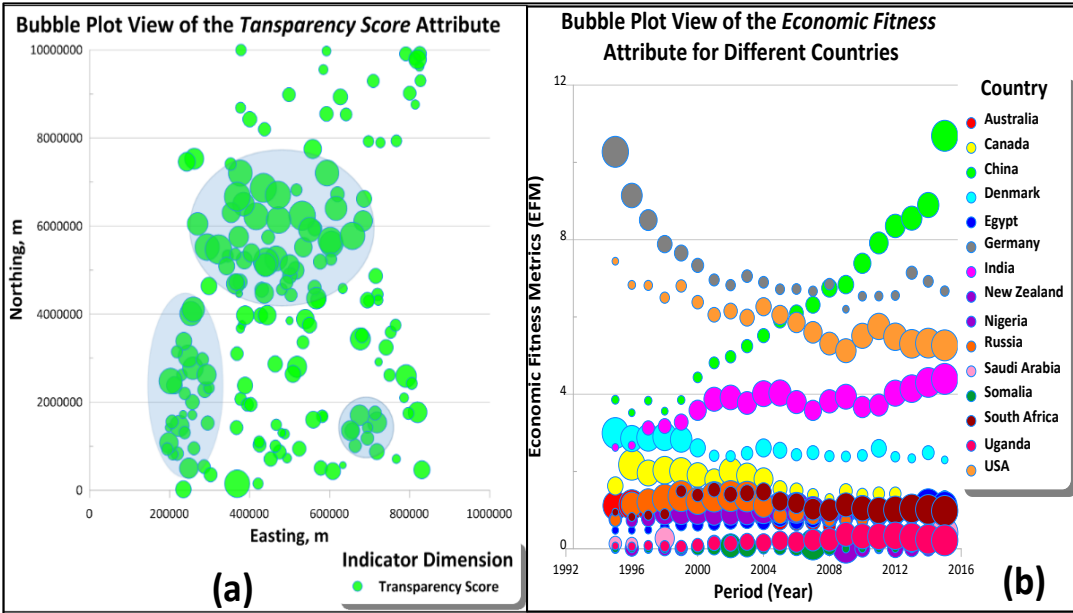 Bubble Plot View of the Transparency Score Attribute
10000000
8000000
6000000
4000000
2000000
0
Northing, m
0
200000
400000
600000
800000
1000000
Easting, m
Indicator Dimension
Transparency Score
(a)
Bubble Plot View of the Economic Fitness
Attribute for Different Countries
12
8
4
0
Economic Fitness Metrics (EFM)
1992
1996
2000
2004
2008
2012
2016
Period (Year)
Country
Australia
Canada
China
Denmark
Egypt
Germany
India
New Zealand
Nigeria
Russia
Saudi Arabia
Somalia
South Africa
Uganda
USA
(b)